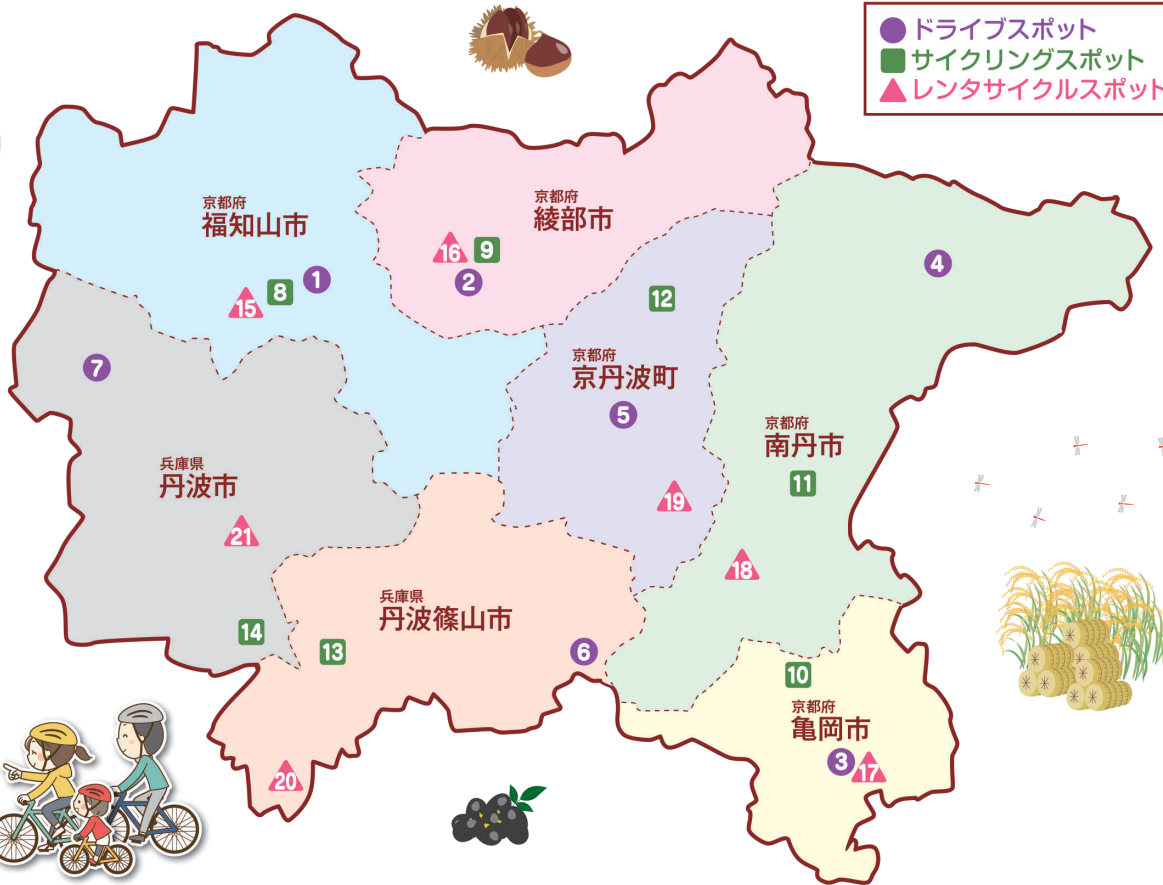 ドライブスポット
サイクリングスポット
レンタサイクルスポット
京都府
福知山市
京都府
綾部市
16
9
1
2
4
15
8
12
京都府
京丹波町
7
5
京都府
南丹市
兵庫県
丹波市
11
19
21
18
兵庫県
丹波篠山市
14
13
6
10
京都府
亀岡市
3
17
20